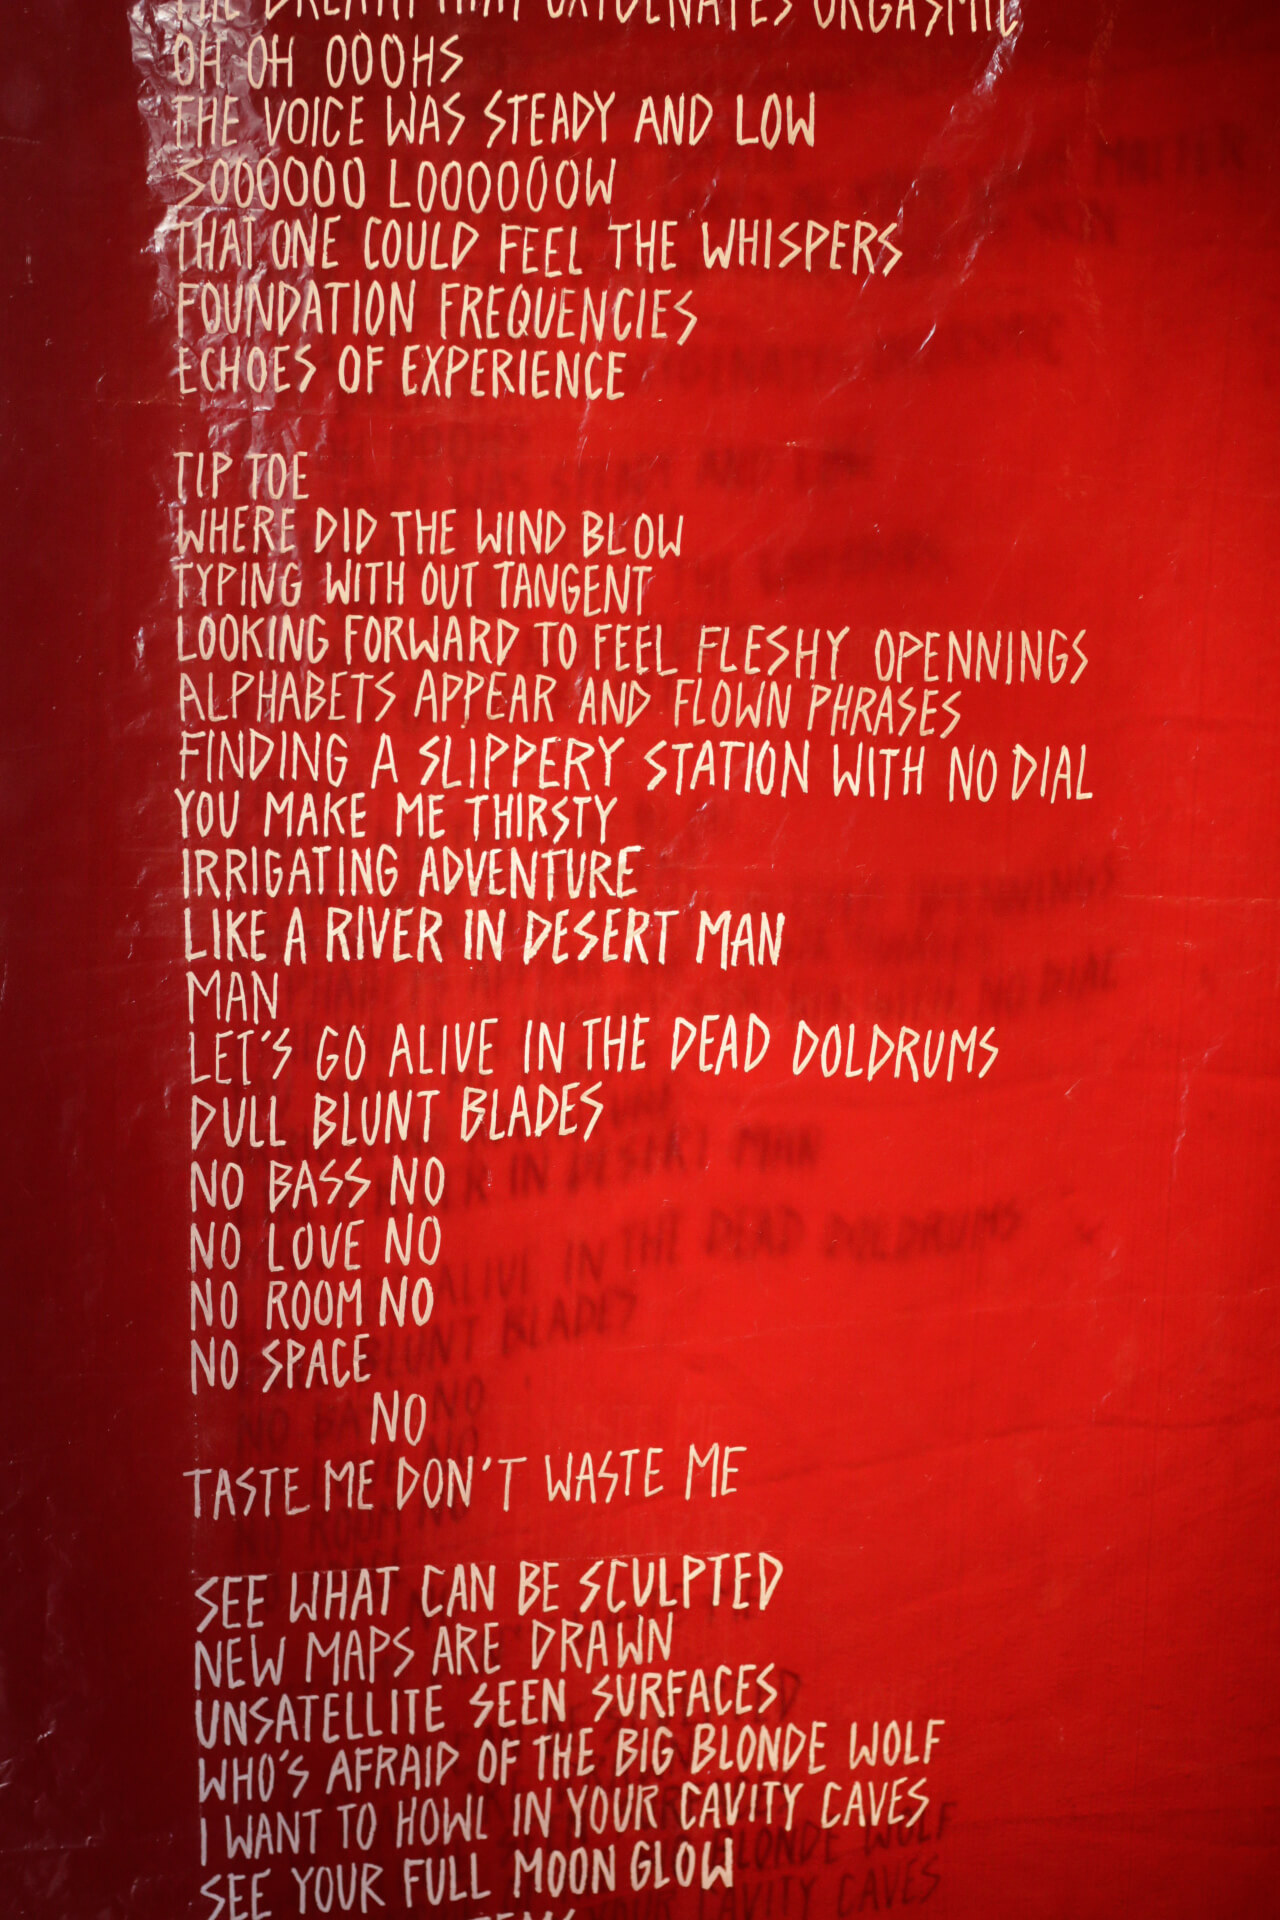 THE BREATH THAT OXYGENATES ORGASMIC
OH OH OOOHS
THE VOICE WAS STEADY AND LOW
SOOOOOO LOOOOOOW
THAT ONE COULD FEEL THE WHISPERS
FOUNDATION FREQUENCIES
ECHOES OF EXPERIENCE
TIP TOE
WHERE DID THE WIND BLOW
TYPING WITH OUT TANGENT
LOOKING FORWARD TO FEEL FLESHY OPENNINGS
ALPHABETS APPEAR AND FLOWN PHRASES
FINDING A SLIPPERY STATION WITH NO DIAL
YOU MAKE ME THIRSTY
IRRIGATING ADVENTURE
LIKE A RIVER IN DESERT MAN
MAN
LET'S GO ALIVE IN THE DEAD DOLDRUMS
DULL BLUNT BLADES
NO BASS NO
NO LOVE NO
NO ROOM NO
NO SPACE
NO
TASTE ME DON'T WASTE ME
SEE WHAT CAN BE SCULPTED
NEW MAPS ARE DRAWN
UNSATELLITE SEEN SURFACES
WHO'S AFRAID OF THE BIG BLONDE WOLF
I WANT TO HOWL IN YOUR CAVITY CAVES
SEE YOUR FULL MOON GLOW